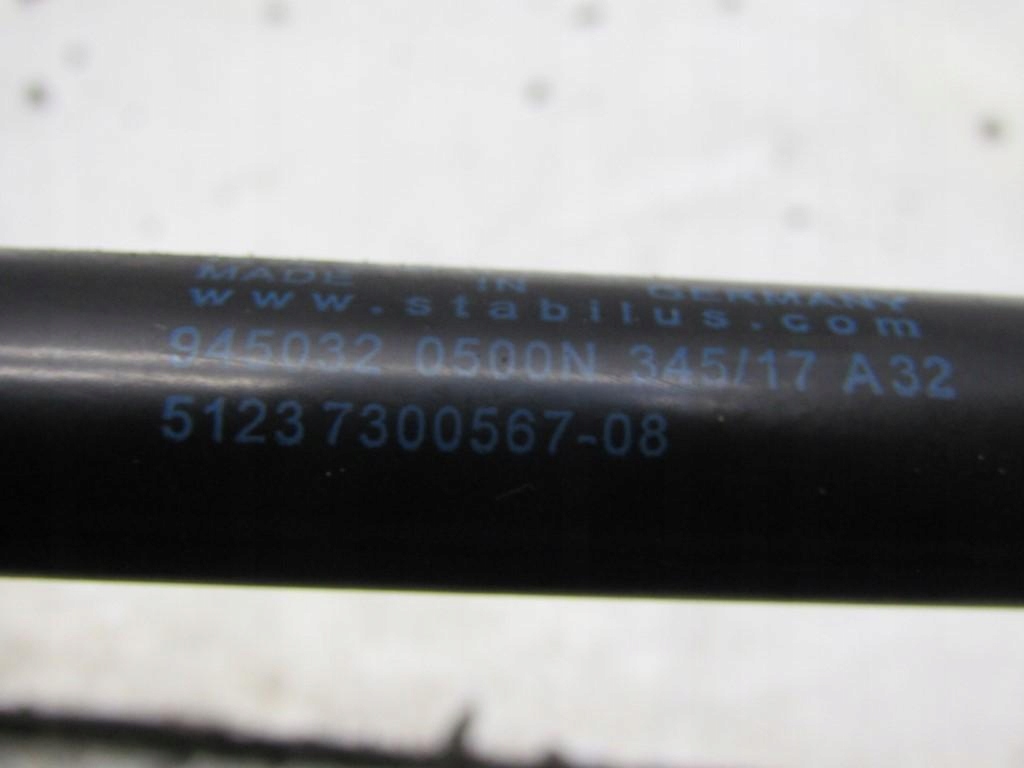 MADE IN GERMANY
www.stabilus.com
945032 0500N 345/17 A32
5123 7300567-08